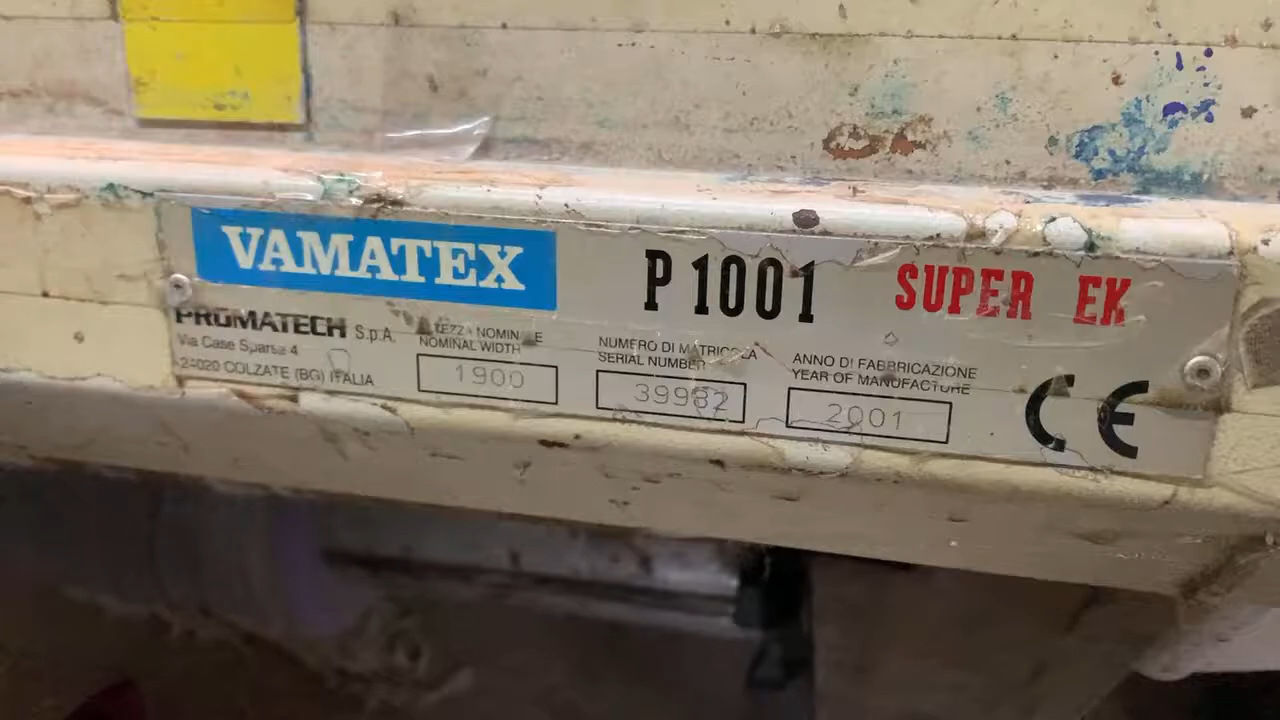 VAMATEX
P 1001 SUPER EK
PROMATECH S.p.A.
Via Case Sparse 4
24020 COLZATE (BG) ITALIA
ALTEZZA NOMINALE
NOMINAL WIDTH
1900
NUMERO DI MATRICOLA
SERIAL NUMBER
39982
ANNO DI FABBRICAZIONE
YEAR OF MANUFACTURE
2001
CE